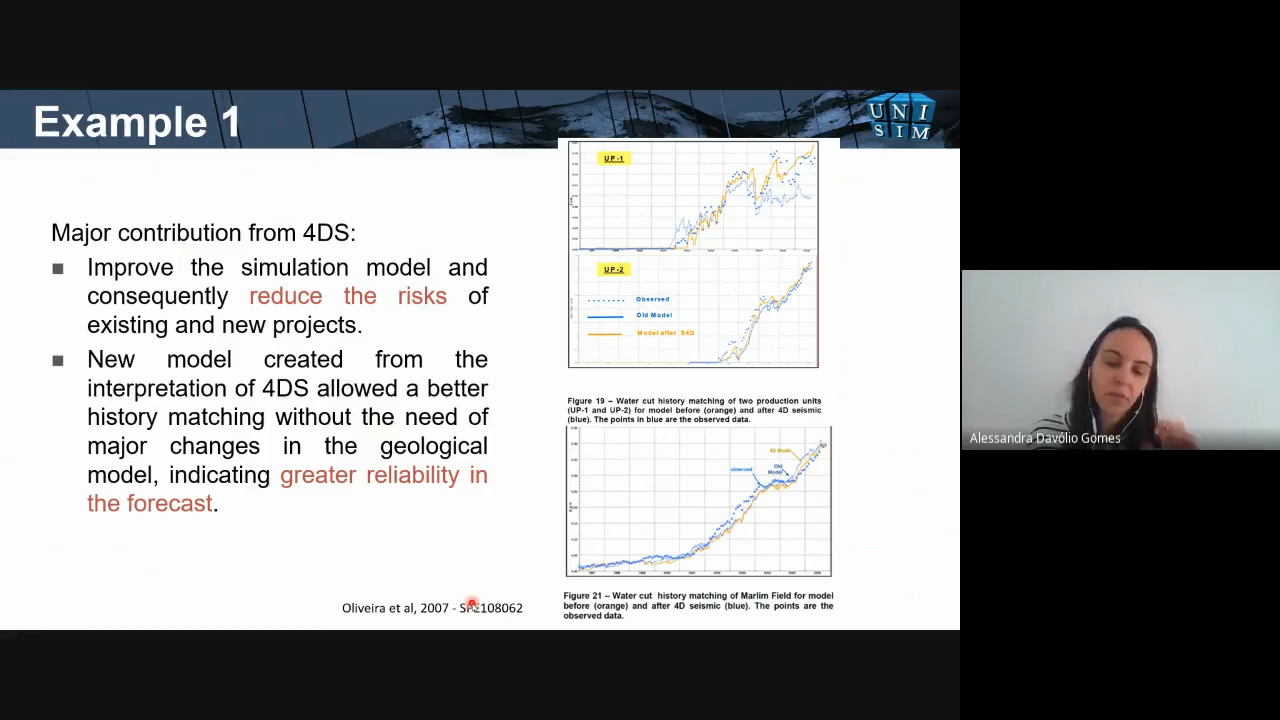 Example 1
UNI
SIM
Major contribution from 4DS:
Improve the simulation model and
consequently reduce the risks of
existing and new projects.
New model created from the
interpretation of 4DS allowed a better
history matching without the need of
major changes in the geological
model, indicating greater reliability in
the forecast.
Oliveira et al, 2007 - SPE108062
UP-1
UP-2
Observed
Old Model
Model after S4D
Figure 19 – Water cut history matching of two production units
(UP-1 and UP-2) for model before (orange) and after 4D seismic
(blue). The points in blue are the observed data.
4D Model
Old
Model
observed
Figure 21 – Water cut history matching of Marlim Field for model
before (orange) and after 4D seismic (blue). The points are the
observed data.
Alessandra Davólio Gomes